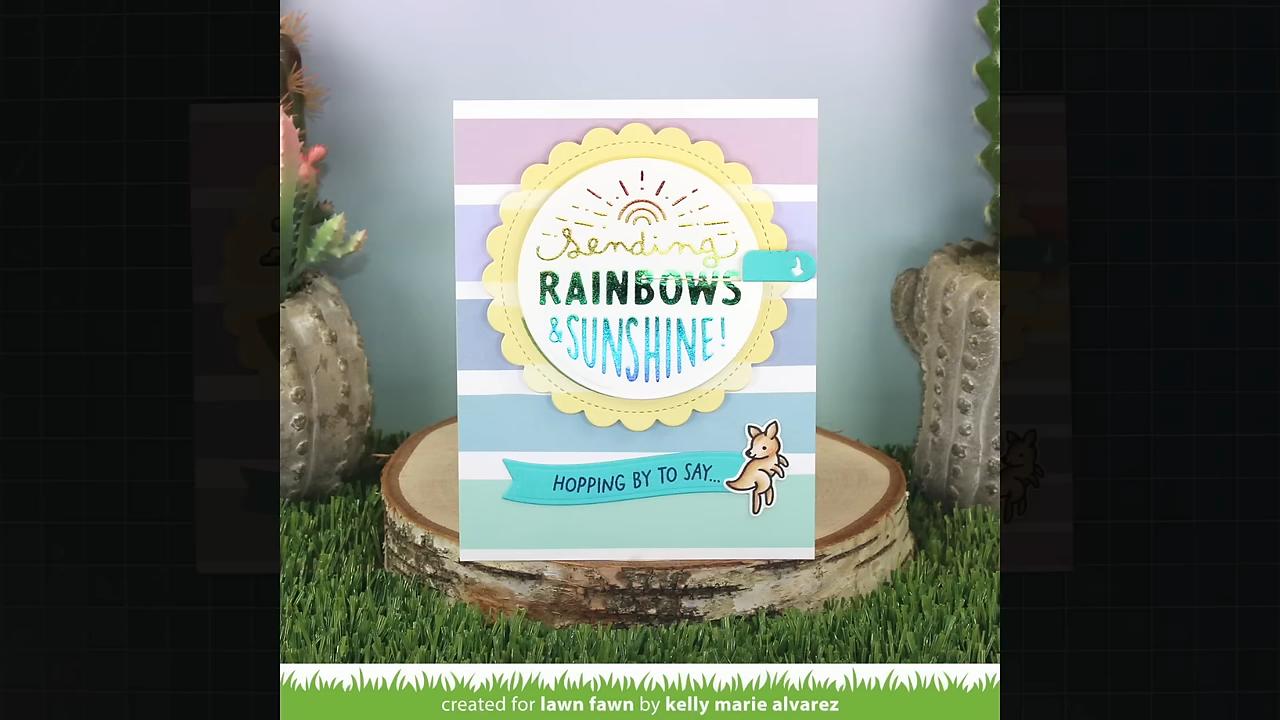 Sending
RAINBOWS
& SUNSHINE!
HOPPING BY TO SAY...
created for lawn fawn by kelly marie alvarez